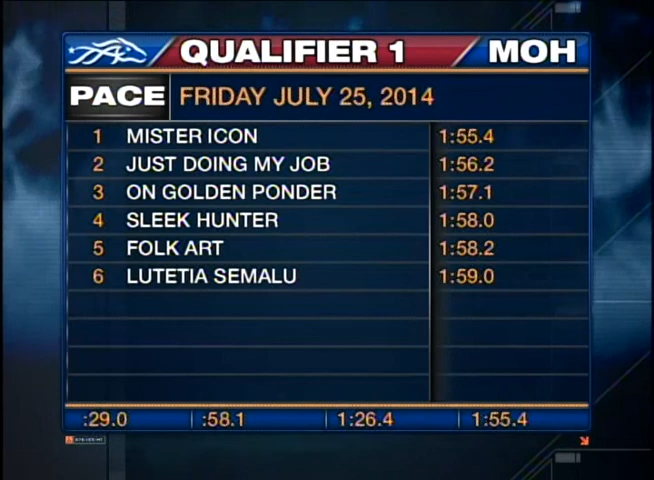 QUALIFIER 1 MOH
PACE FRIDAY JULY 25, 2014
1 MISTER ICON 1:55.4
2 JUST DOING MY JOB 1:56.2
3 ON GOLDEN PONDER 1:57.1
4 SLEEK HUNTER 1:58.0
5 FOLK ART 1:58.2
6 LUTETIA SEMALU 1:59.0
:29.0 :58.1 1:26.4 1:55.4